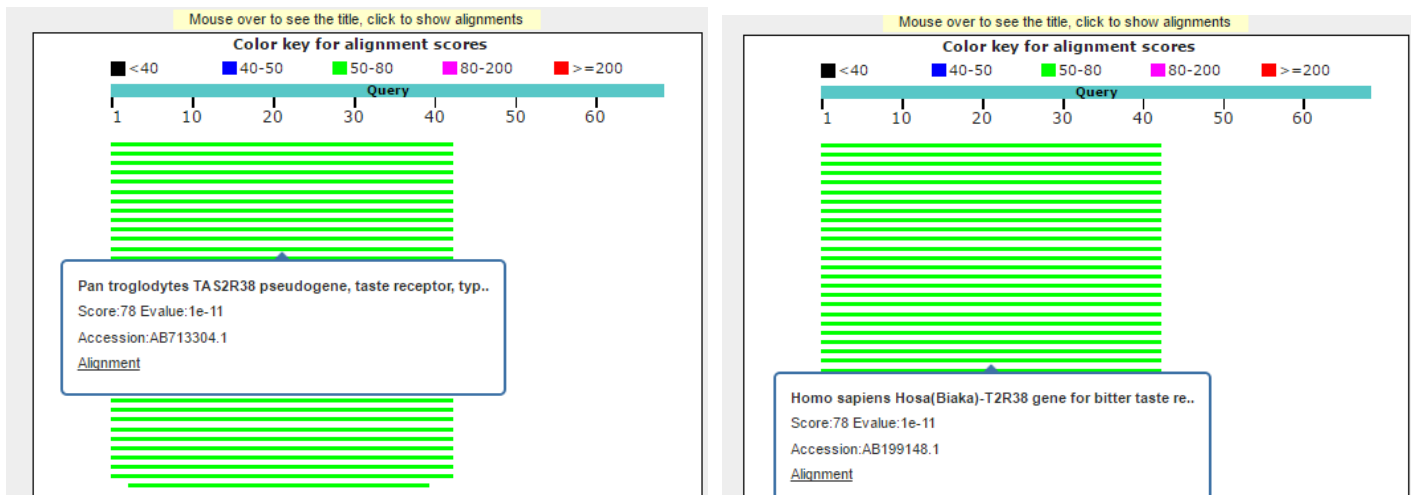 Mouse over to see the title, click to show alignments
Color key for alignment scores
<40 40-50 50-80 80-200 >=200
Query
1 10 20 30 40 50 60
Pan troglodytes TAS2R38 pseudogene, taste receptor, typ..
Score:78 Evalue:1e-11
Accession:AB713304.1
Alignment
Mouse over to see the title, click to show alignments
Color key for alignment scores
<40 40-50 50-80 80-200 >=200
Query
1 10 20 30 40 50 60
Homo sapiens Hosa(Biaka)-T2R38 gene for bitter taste re..
Score:78 Evalue:1e-11
Accession:AB199148.1
Alignment